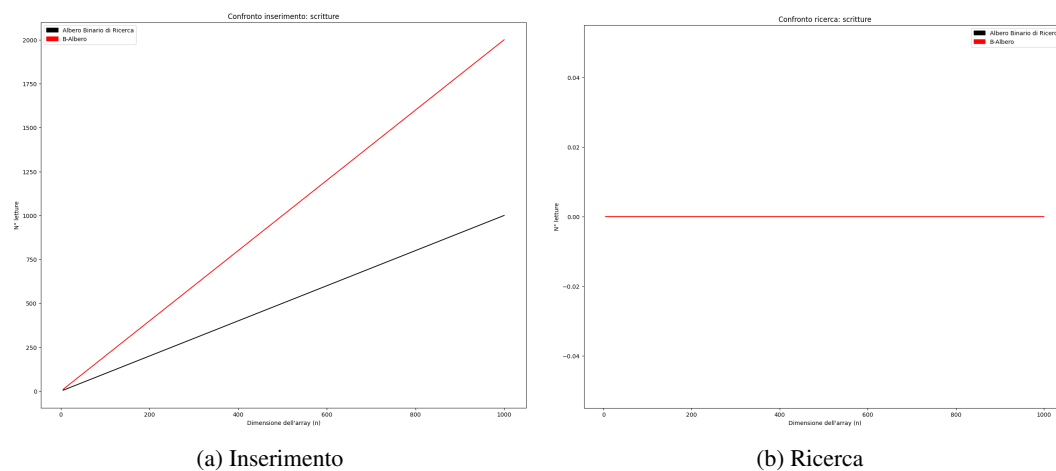 Confronto inserimento: scritture
Albero Binario di Ricerca
B-Albero
N° letture
2000
1750
1500
1250
1000
750
500
250
0
0 200 400 600 800 1000
Dimensione dell'array (n)
(a) Inserimento
Confronto ricerca: scritture
Albero Binario di Ricerca
B-Albero
N° letture
0.04
0.02
0.00
−0.02
−0.04
0 200 400 600 800 1000
Dimensione dell'array (n)
(b) Ricerca